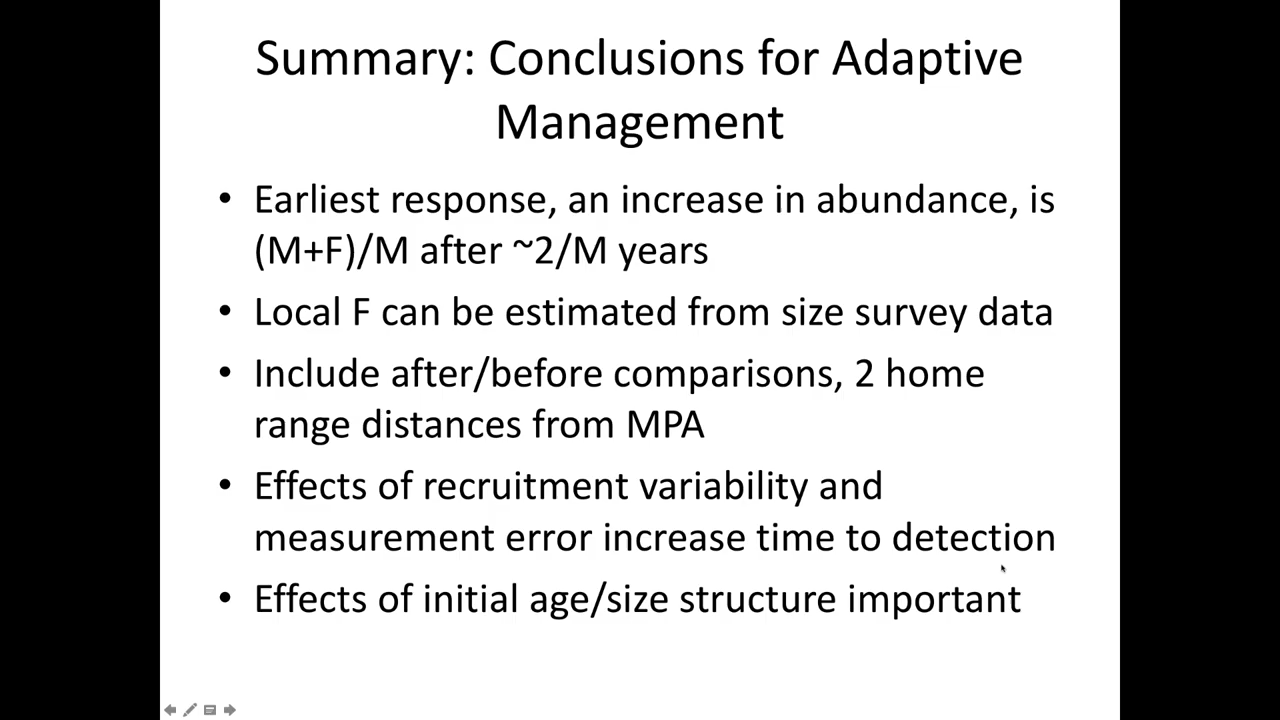 Summary: Conclusions for Adaptive
Management
• Earliest response, an increase in abundance, is
(M+F)/M after ~2/M years
• Local F can be estimated from size survey data
• Include after/before comparisons, 2 home
range distances from MPA
• Effects of recruitment variability and
measurement error increase time to detection
• Effects of initial age/size structure important